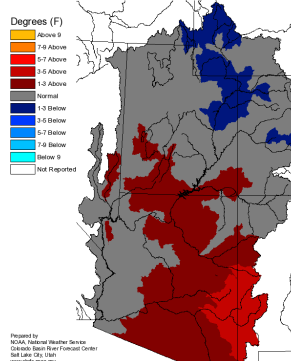 Degrees (F)
Above 9
7-9 Above
5-7 Above
3-5 Above
1-3 Above
Normal
1-3 Below
3-5 Below
5-7 Below
7-9 Below
Below 9
Not Reported
Prepared by
NOAA, National Weather Service
Colorado Basin River Forecast Center
Salt Lake City, Utah